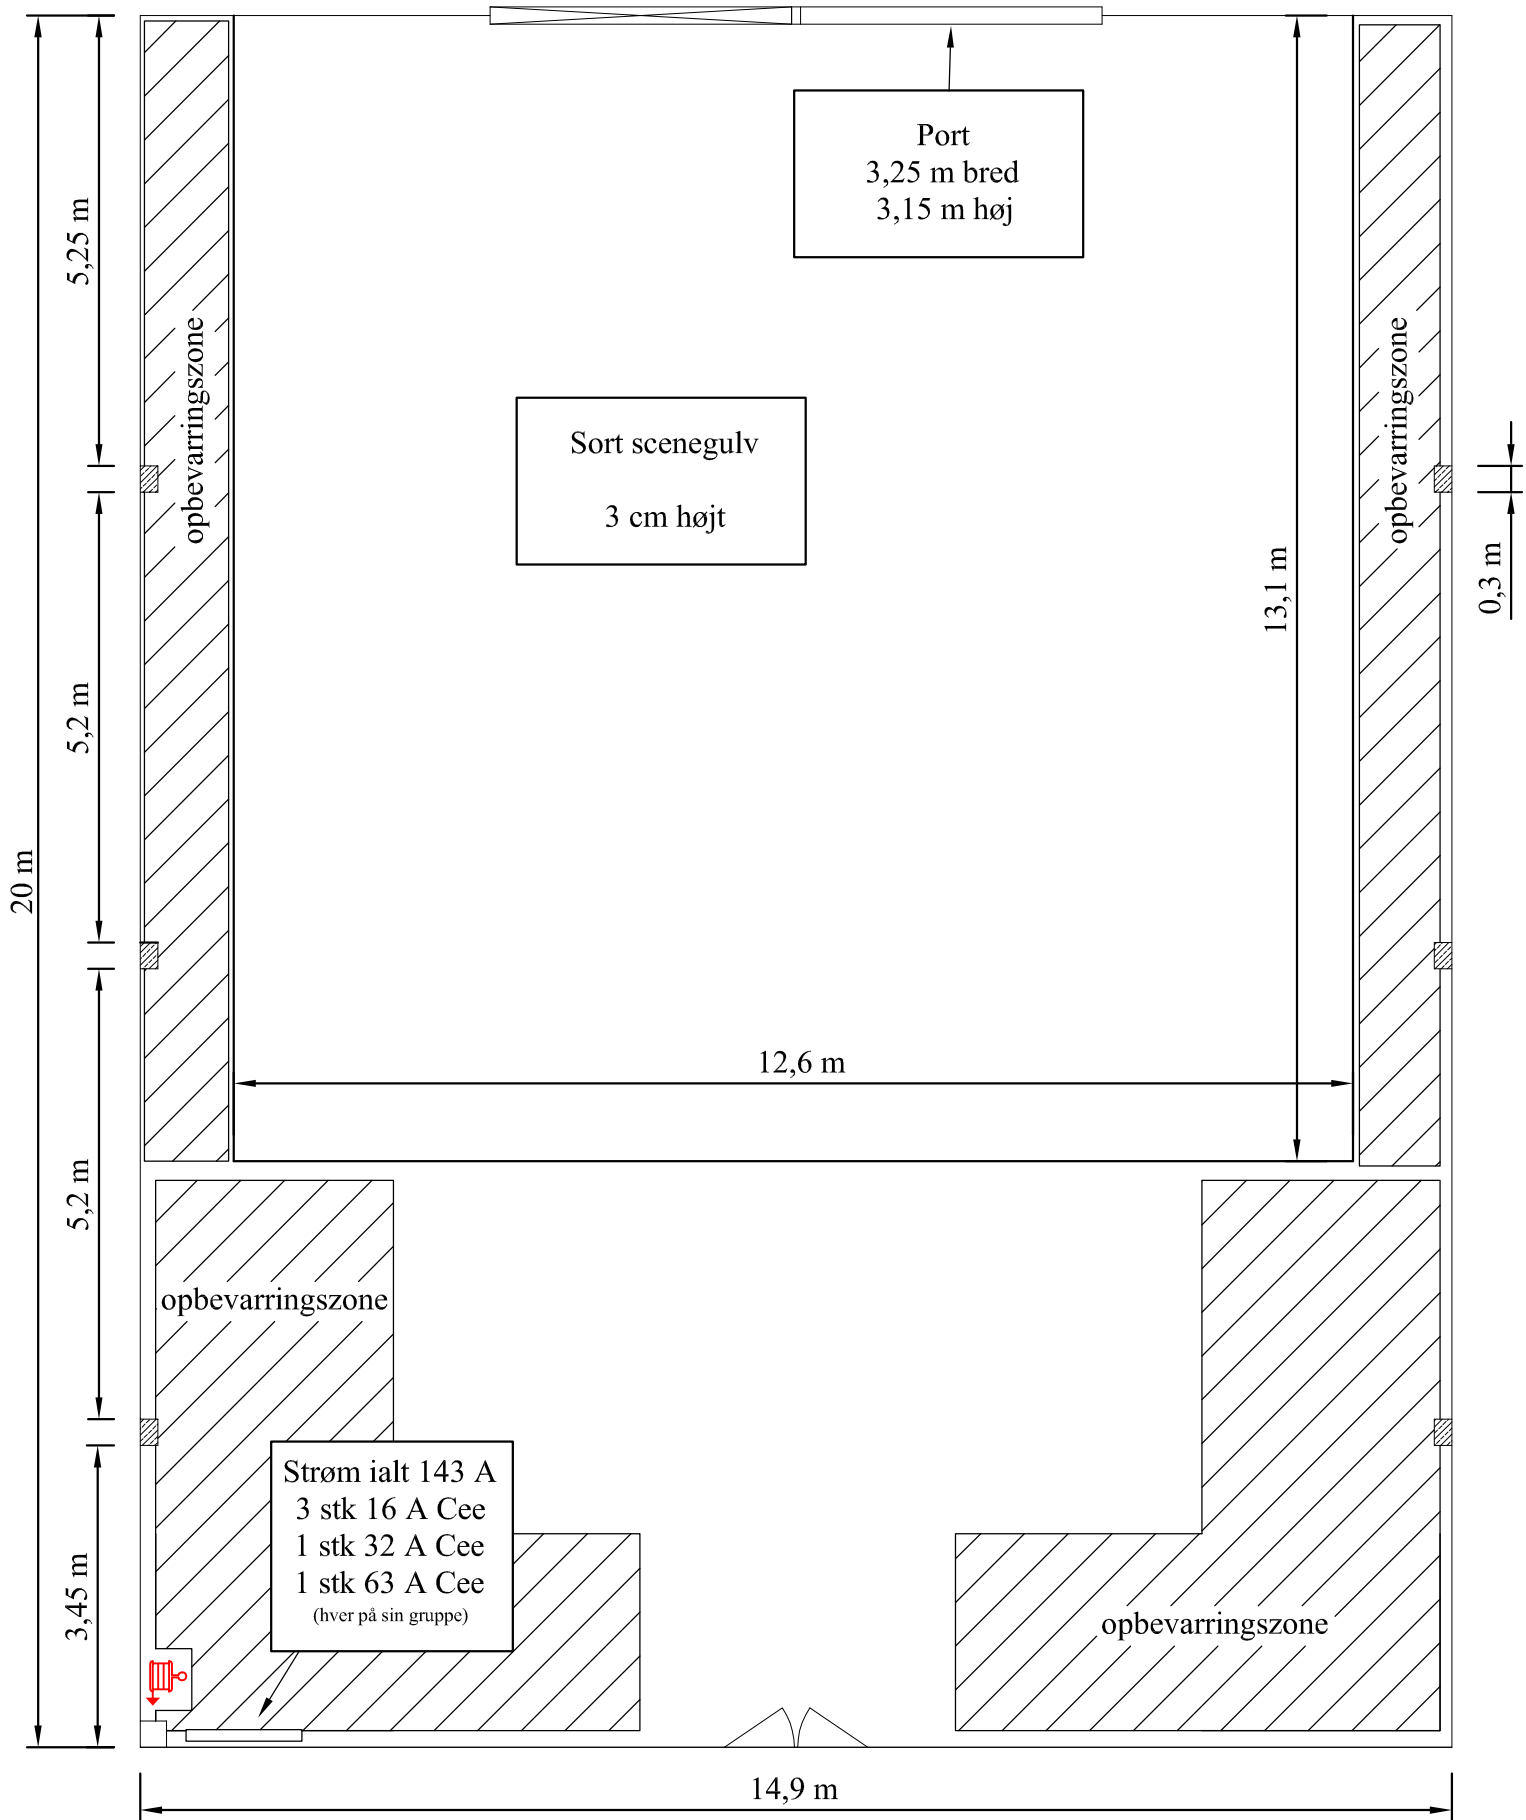 Port
3,25 m bred
3,15 m høj
5,25 m
opbevarringszone
opbevarringszone
Sort scenegulv
3 cm højt
0,3 m
13,1 m
5,2 m
20 m
12,6 m
5,2 m
opbevarringszone
Strøm ialt 143 A
3 stk 16 A Cee
1 stk 32 A Cee
1 stk 63 A Cee
(hver på sin gruppe)
3,45 m
opbevarringszone
14,9 m